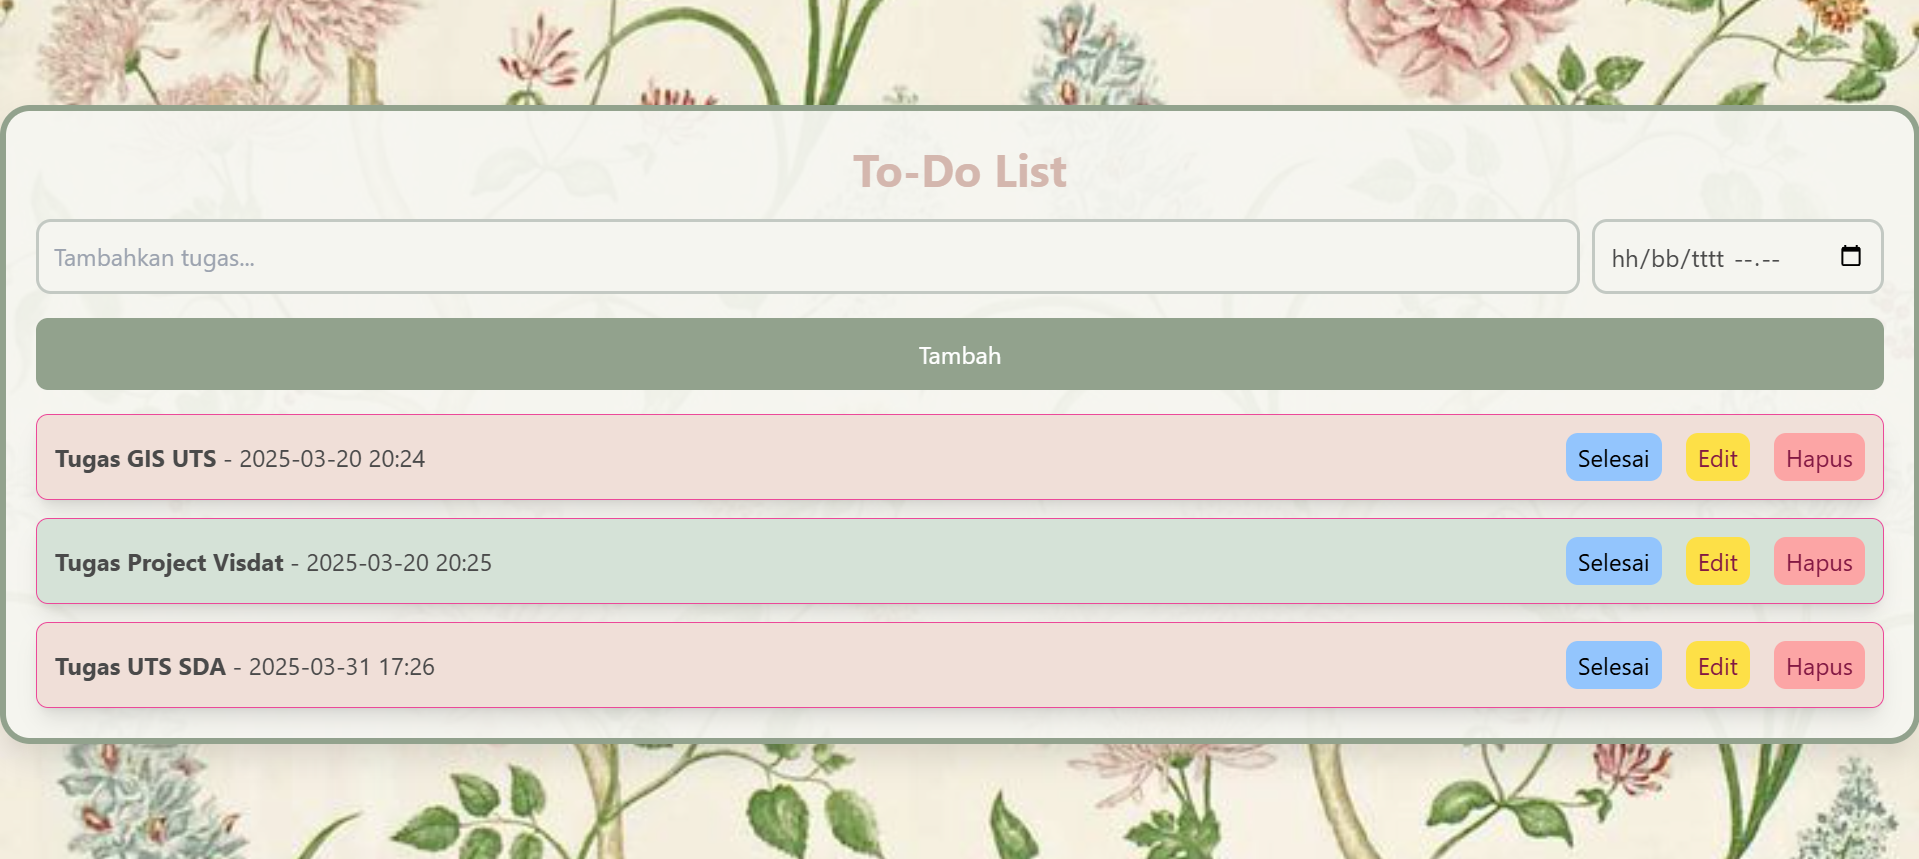 To-Do List
Tambahkan tugas... hh/bb/tttt --.--
Tambah
Tugas GIS UTS - 2025-03-20 20:24 Selesai Edit Hapus
Tugas Project Visdat - 2025-03-20 20:25 Selesai Edit Hapus
Tugas UTS SDA - 2025-03-31 17:26 Selesai Edit Hapus